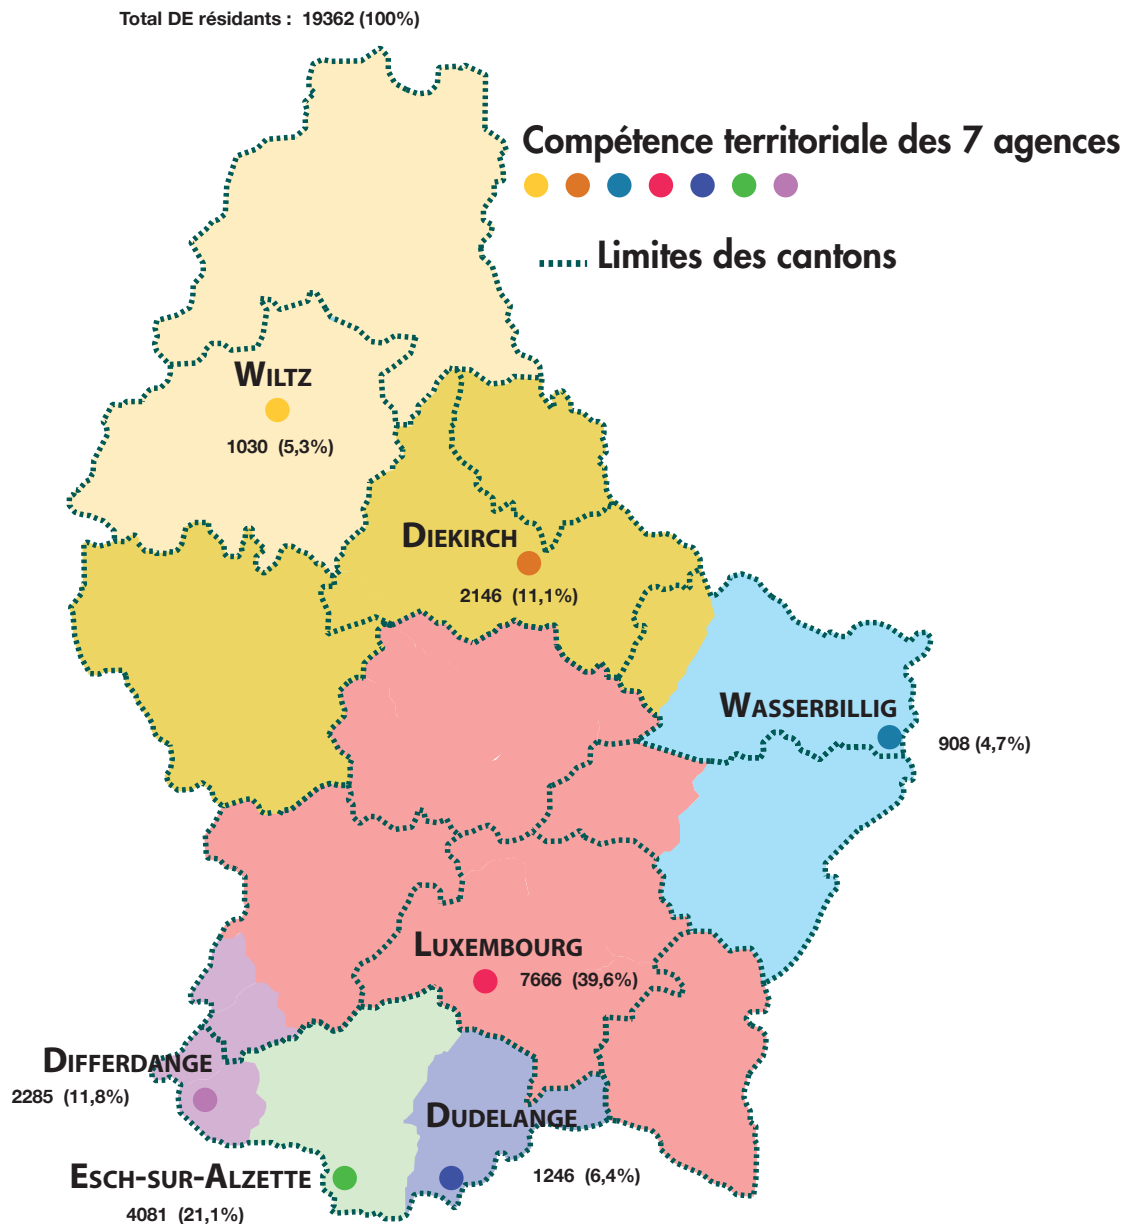 Total DE résidants : 19362 (100%)
Compétence territoriale des 7 agences
Limites des cantons
WILTZ
1030 (5,3%)
DIEKIRCH
2146 (11,1%)
WASSERBILLIG
908 (4,7%)
LUXEMBOURG
7666 (39,6%)
DIFFERDANGE
2285 (11,8%)
DUDELANGE
1246 (6,4%)
ESCH-SUR-ALZETTE
4081 (21,1%)